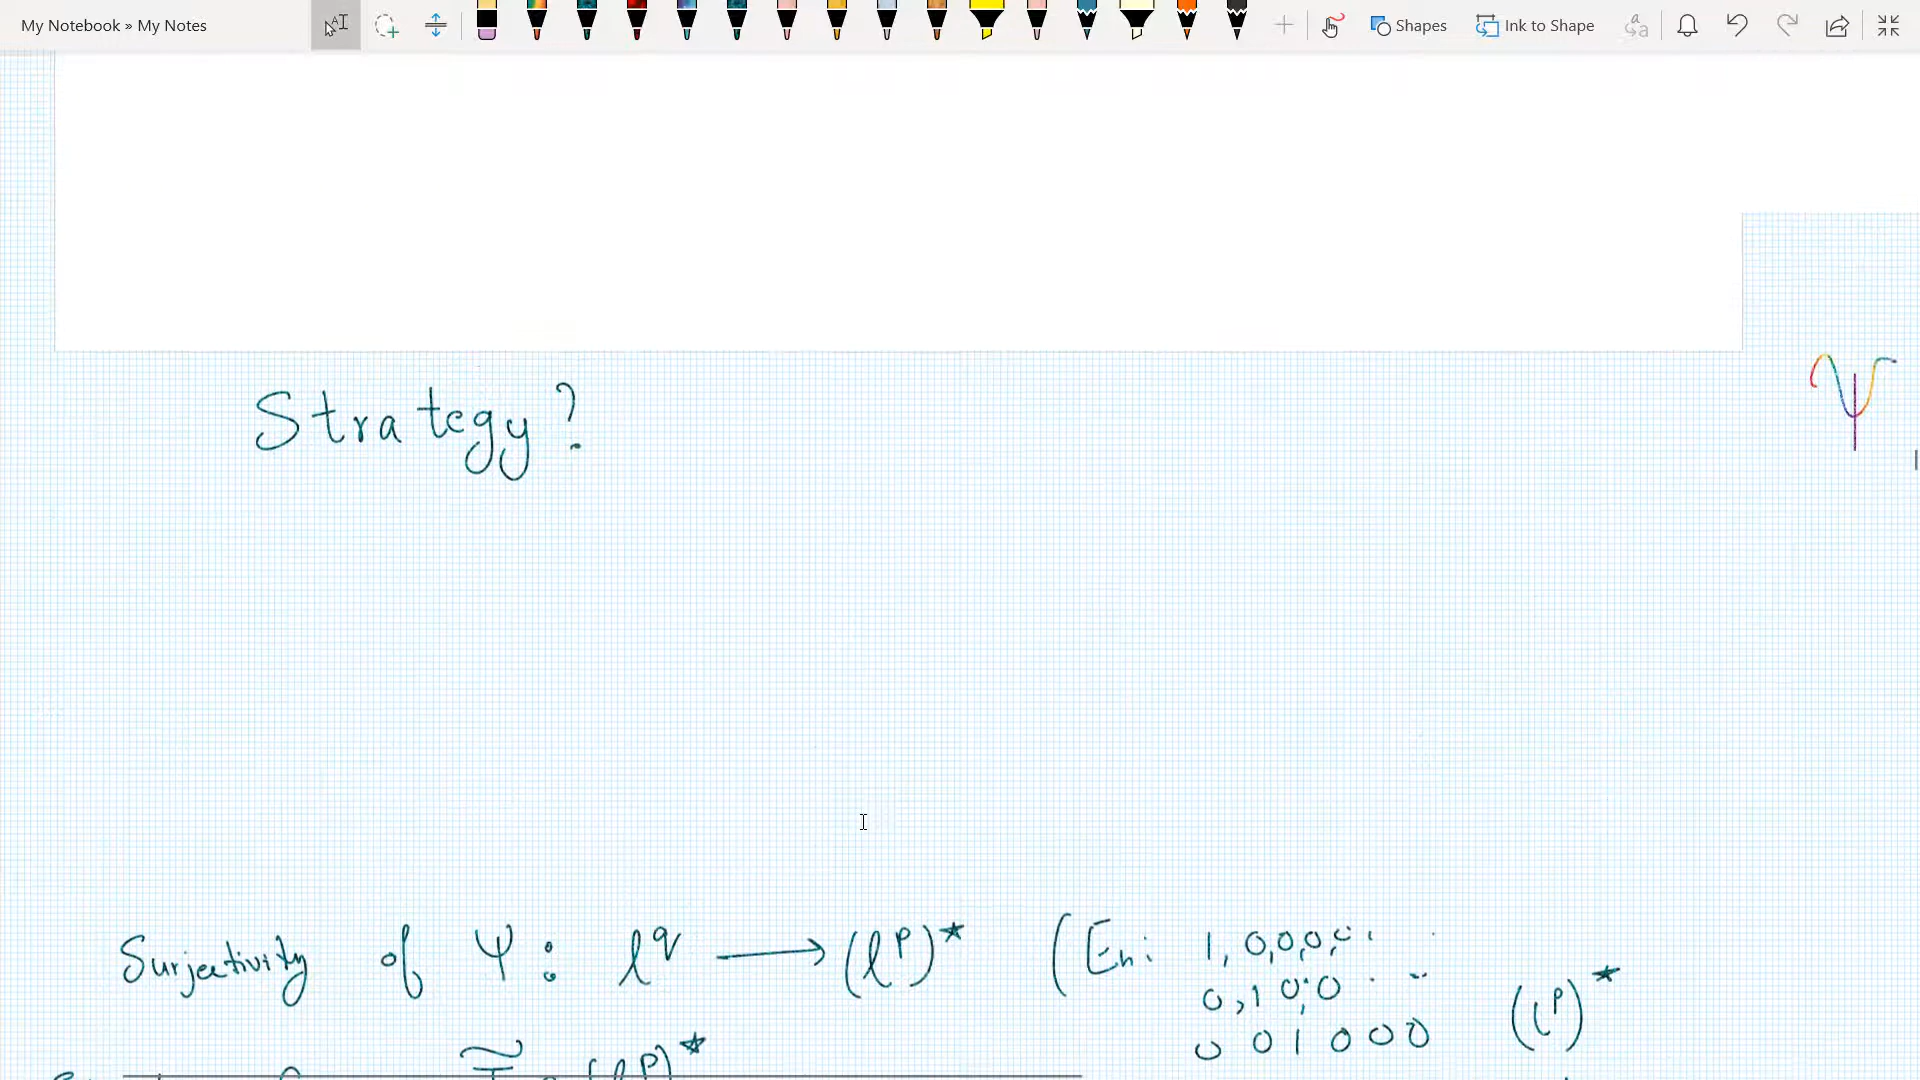 My Notebook » My Notes
Shapes
Ink to Shape
Strategy?
Ψ
Surjectivity of Ψ : l^q ⟶ (l^p)^* (En: 1, 0,0,0,0
0,1 0,0
(l^p)^*
0 0 1 0 0 0
(l^p)^*